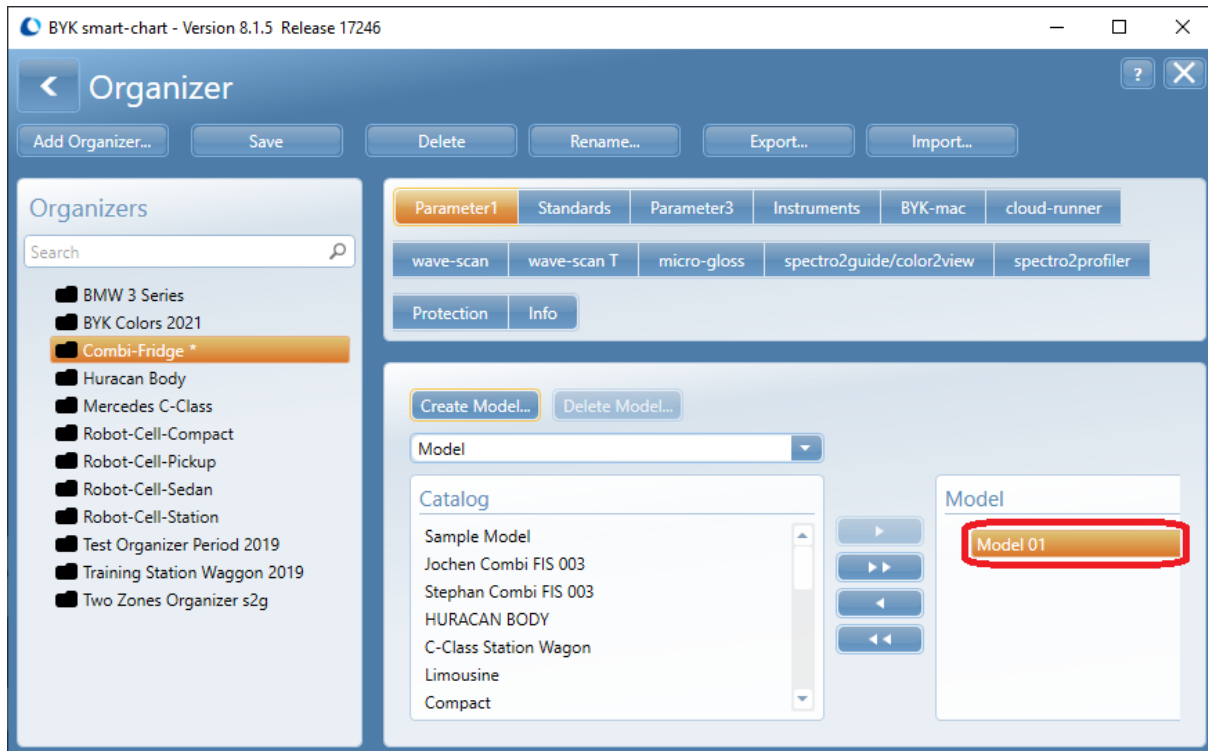 BYK smart-chart - Version 8.1.5 Release 17246
Organizer
?
Add Organizer... Save Delete Rename... Export... Import...
Organizers
Search
BMW 3 Series
BYK Colors 2021
Combi-Fridge *
Huracan Body
Mercedes C-Class
Robot-Cell-Compact
Robot-Cell-Pickup
Robot-Cell-Sedan
Robot-Cell-Station
Test Organizer Period 2019
Training Station Waggon 2019
Two Zones Organizer s2g
Parameter1 Standards Parameter3 Instruments BYK-mac cloud-runner
wave-scan wave-scan T micro-gloss spectro2guide/color2view spectro2profiler
Protection Info
Create Model... Delete Model...
Model
Catalog
Sample Model
Jochen Combi FIS 003
Stephan Combi FIS 003
HURACAN BODY
C-Class Station Wagon
Limousine
Compact
Model
Model 01